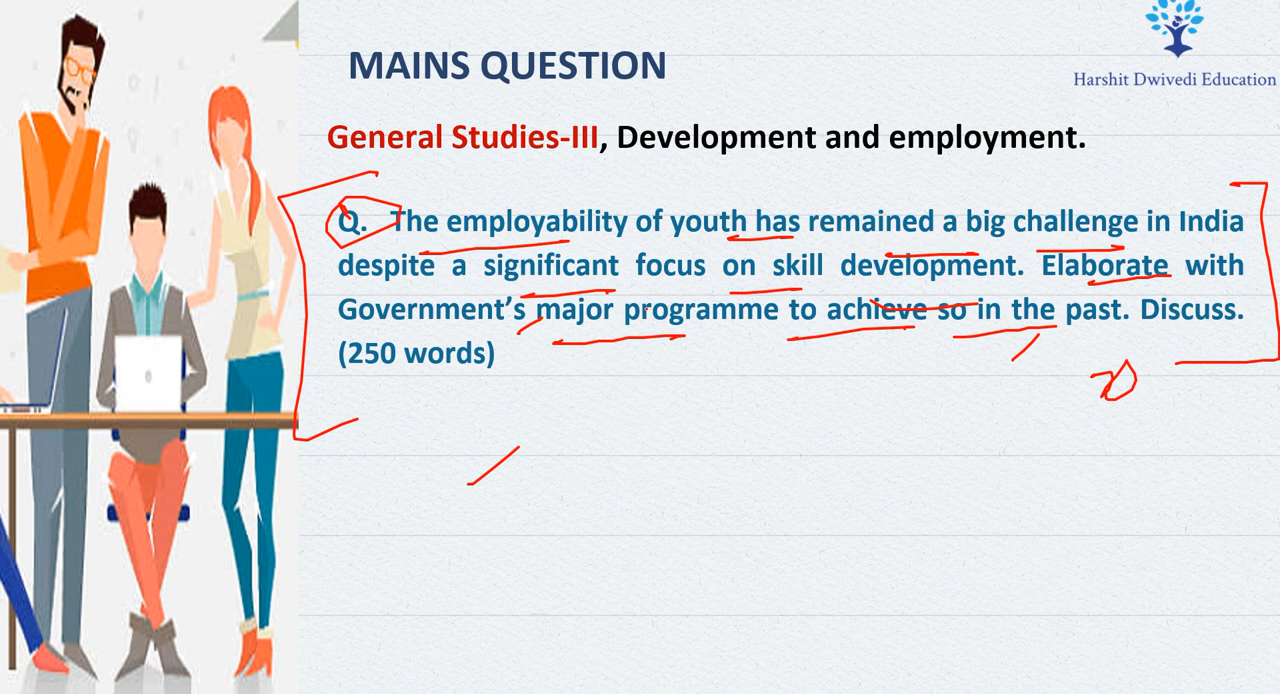 Harshit Dwivedi Education
MAINS QUESTION
General Studies-III, Development and employment.
Q. The employability of youth has remained a big challenge in India
despite a significant focus on skill development. Elaborate with
Government’s major programme to achieve so in the past. Discuss.
(250 words)